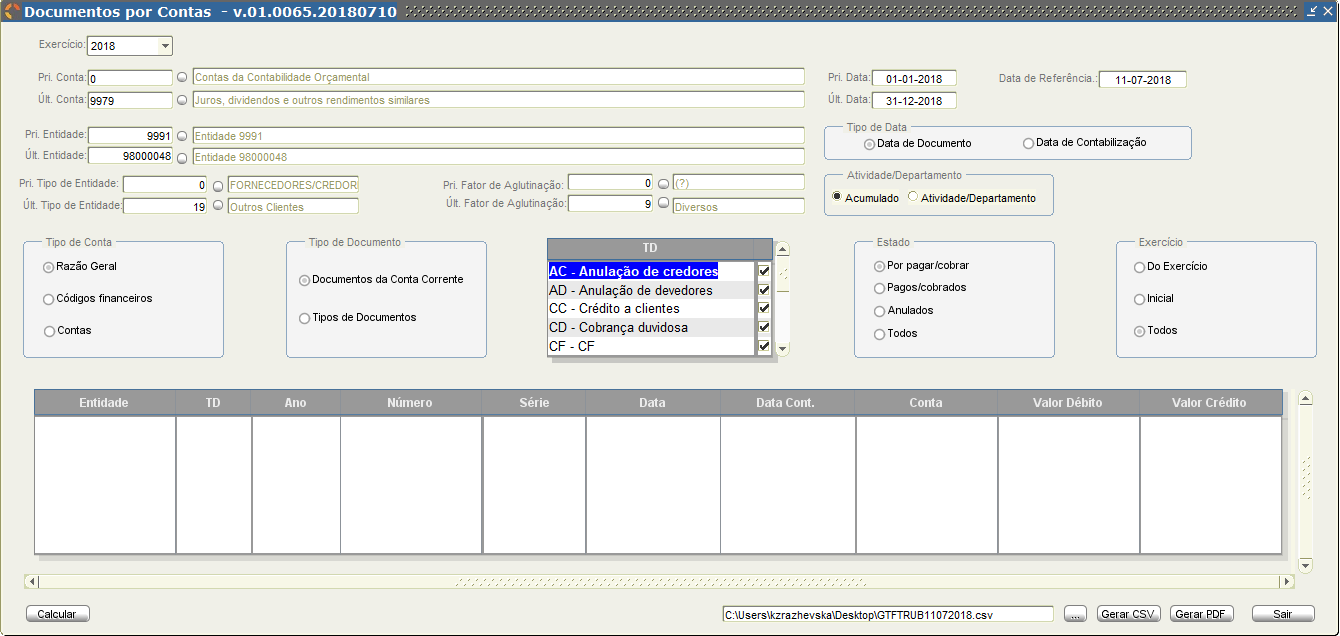 Documentos por Contas - v.01.0065.20180710
Exercício: 2018
Pri. Conta: 0 Contas da Contabilidade Orçamental Pri. Data: 01-01-2018 Data de Referência.: 11-07-2018
Últ. Conta: 9979 Juros, dividendos e outros rendimentos similares Últ. Data: 31-12-2018
Pri. Entidade: 9991 Entidade 9991
Últ. Entidade: 98000048 Entidade 98000048
Tipo de Data
Data de Documento Data de Contabilização
Pri. Tipo de Entidade: 0 FORNECEDORES/CREDOR Pri. Fator de Aglutinação: 0 (?)
Últ. Tipo de Entidade: 19 Outros Clientes Últ. Fator de Aglutinação: 9 Diversos
Atividade/Departamento
Acumulado Atividade/Departamento
Tipo de Conta
Razão Geral
Códigos financeiros
Contas
Tipo de Documento
Documentos da Conta Corrente
Tipos de Documentos
TD
AC - Anulação de credores
AD - Anulação de devedores
CC - Crédito a clientes
CD - Cobrança duvidosa
CF - CF
Estado
Por pagar/cobrar
Pagos/cobrados
Anulados
Todos
Exercício
Do Exercício
Inicial
Todos
Entidade TD Ano Número Série Data Data Cont. Conta Valor Débito Valor Crédito
Calcular C:\Users\kzrazhevska\Desktop\GTFTRUB11072018.csv ... Gerar CSV Gerar PDF Sair